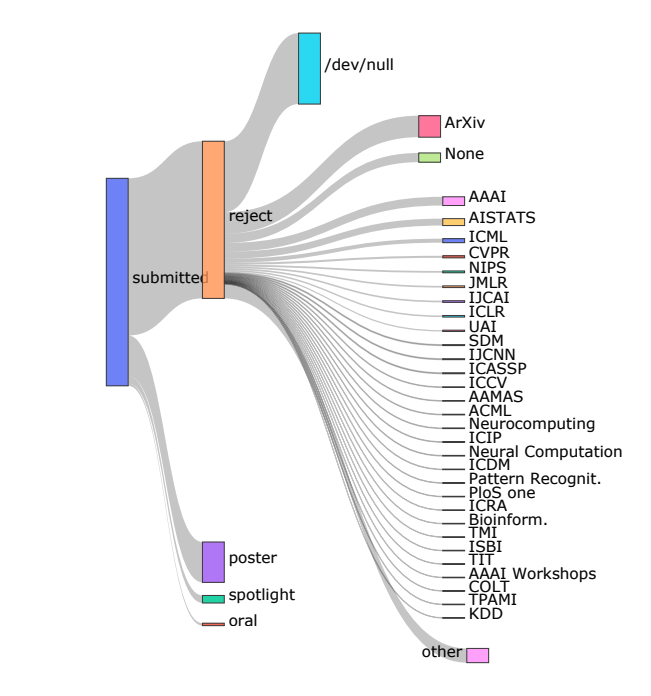 /dev/null
ArXiv
None
AAAI
reject
AISTATS
ICML
CVPR
NIPS
submitted
JMLR
IJCAI
ICLR
UAI
SDM
IJCNN
ICASSP
ICCV
AAMAS
ACML
Neurocomputing
ICIP
Neural Computation
ICDM
Pattern Recognit.
PloS one
ICRA
Bioinform.
TMI
ISBI
TIT
poster
AAAI Workshops
COLT
spotlight
TPAMI
KDD
oral
other